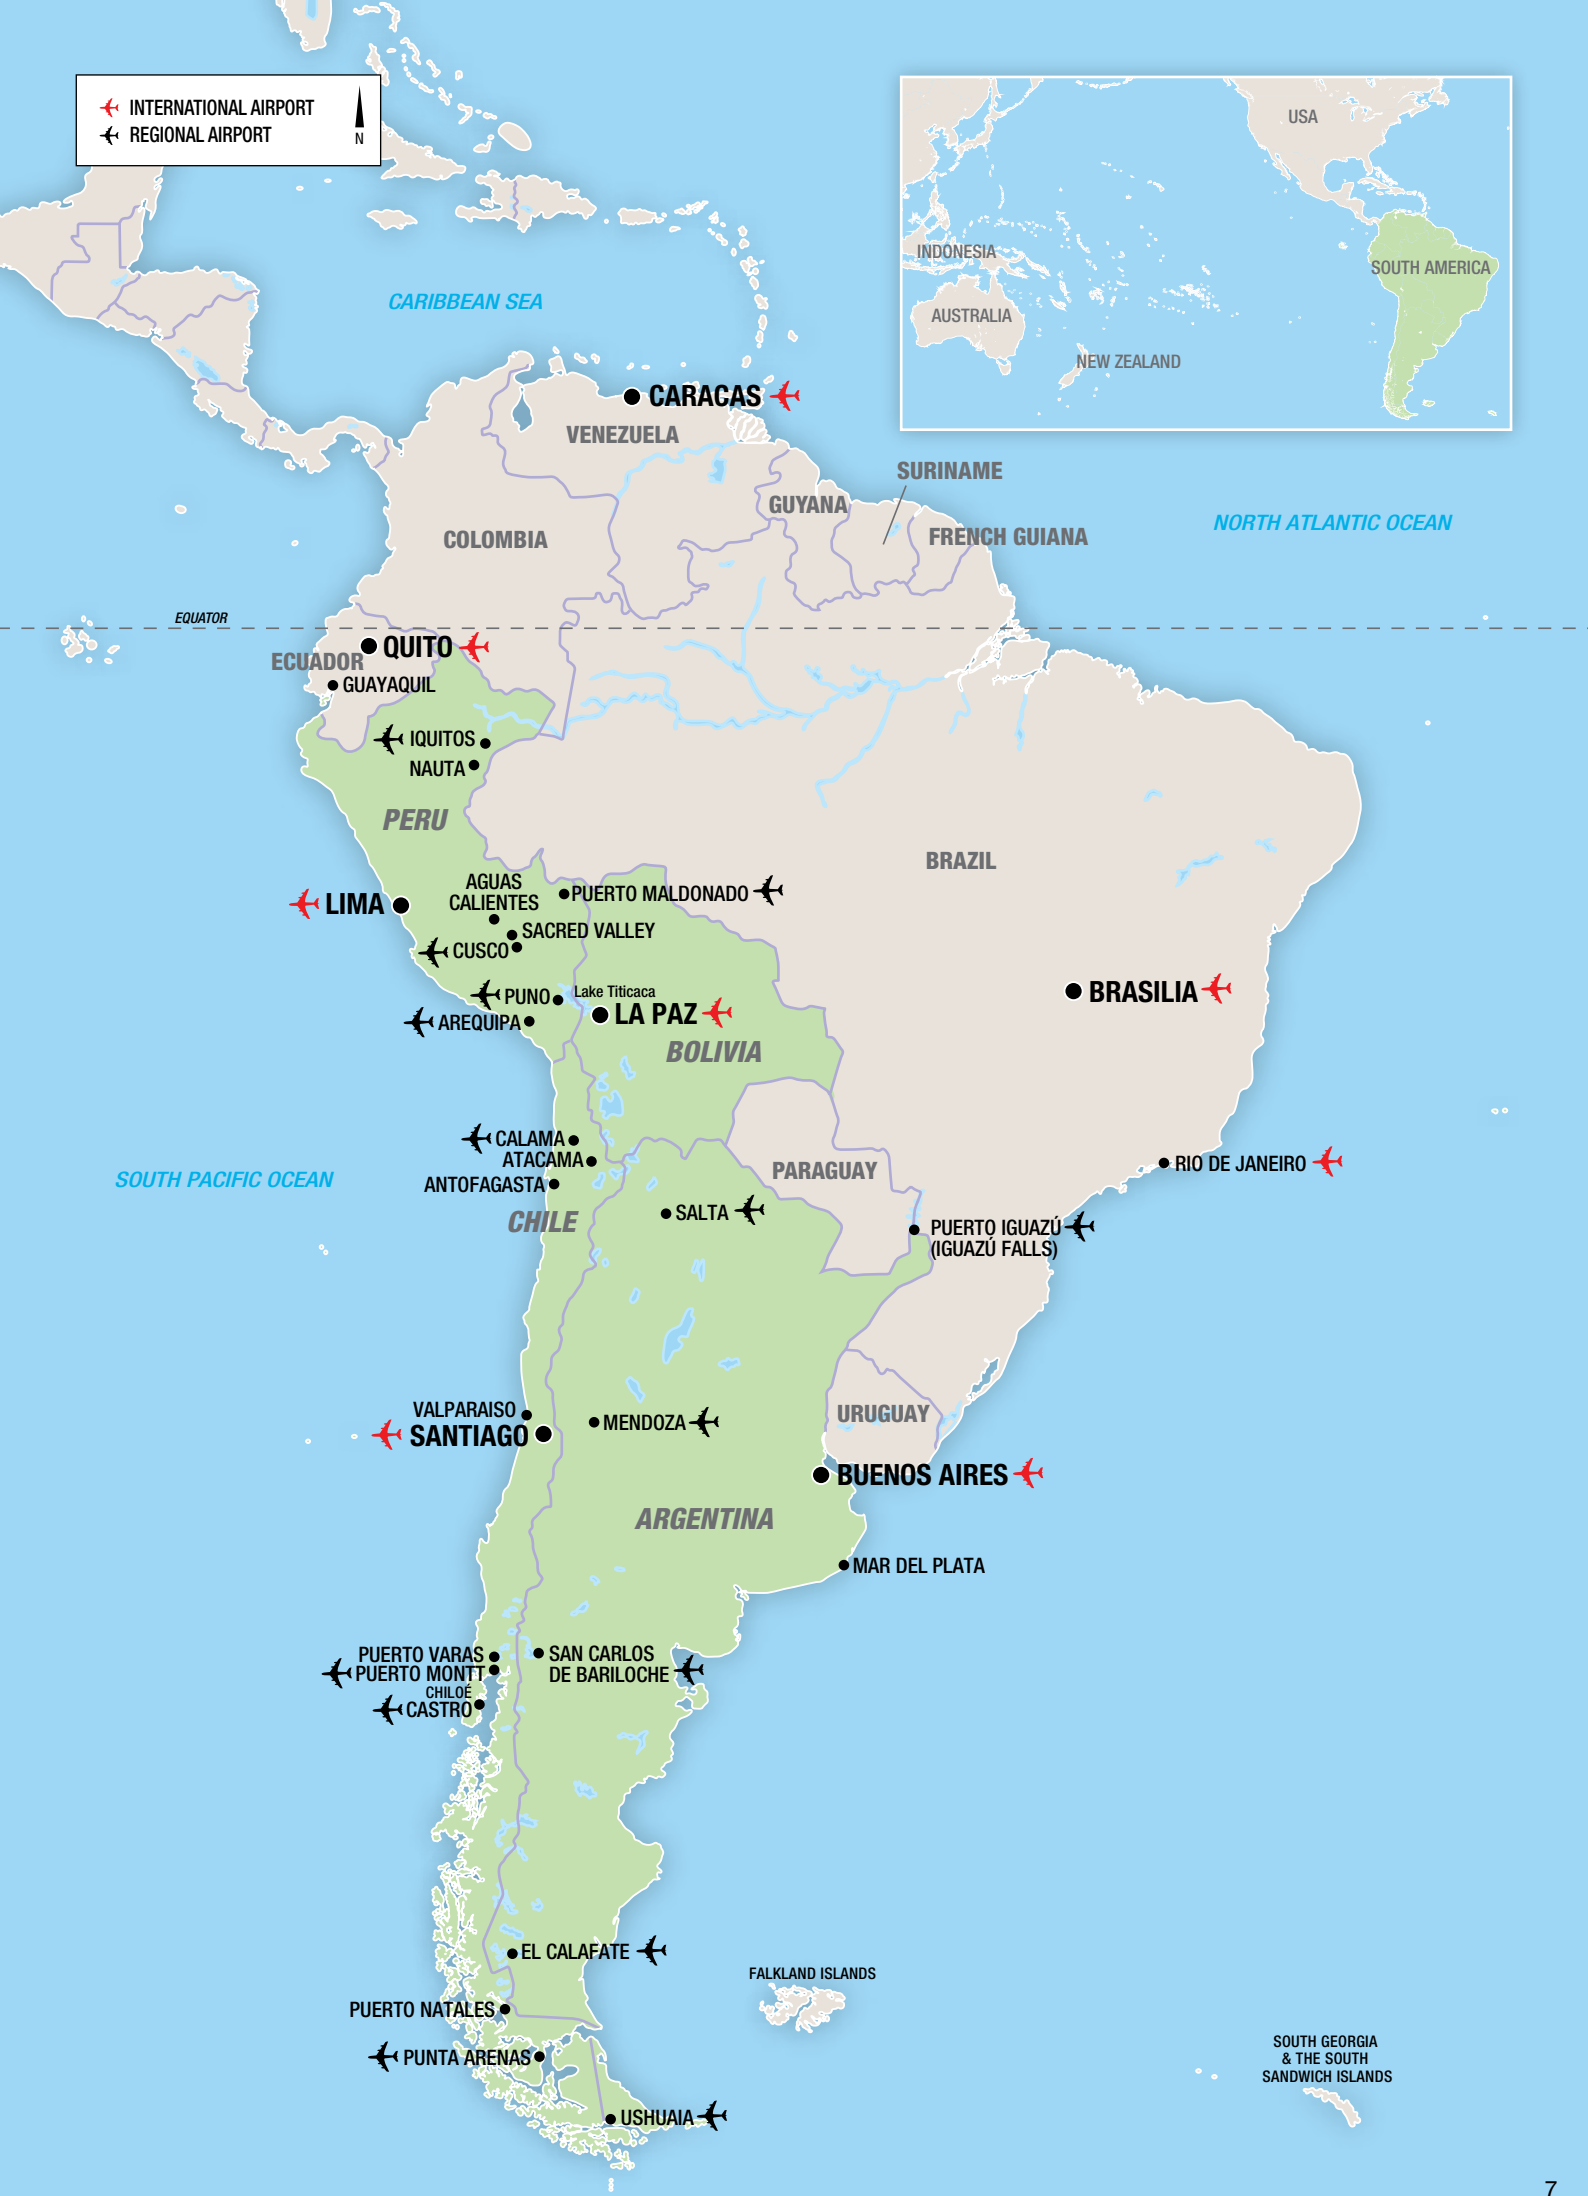 INTERNATIONAL AIRPORT
REGIONAL AIRPORT
N
USA
INDONESIA
SOUTH AMERICA
AUSTRALIA
NEW ZEALAND
CARIBBEAN SEA
CARACAS
VENEZUELA
SURINAME
GUYANA
NORTH ATLANTIC OCEAN
FRENCH GUIANA
COLOMBIA
EQUATOR
QUITO
ECUADOR
GUAYAQUIL
IQUITOS
NAUTA
PERU
BRAZIL
AGUAS
CALIENTES
PUERTO MALDONADO
LIMA
SACRED VALLEY
CUSCO
PUNO
Lake Titicaca
BRASILIA
LA PAZ
AREQUIPA
BOLIVIA
CALAMA
ATACAMA
RIO DE JANEIRO
PARAGUAY
SOUTH PACIFIC OCEAN
ANTOFAGASTA
SALTA
CHILE
PUERTO IGUAZÚ
(IGUAZÚ FALLS)
VALPARAISO
URUGUAY
MENDOZA
SANTIAGO
BUENOS AIRES
ARGENTINA
MAR DEL PLATA
PUERTO VARAS
SAN CARLOS
DE BARILOCHE
PUERTO MONTT
CHILOÉ
CASTRO
EL CALAFATE
FALKLAND ISLANDS
PUERTO NATALES
SOUTH GEORGIA
& THE SOUTH
SANDWICH ISLANDS
PUNTA ARENAS
USHUAIA
7